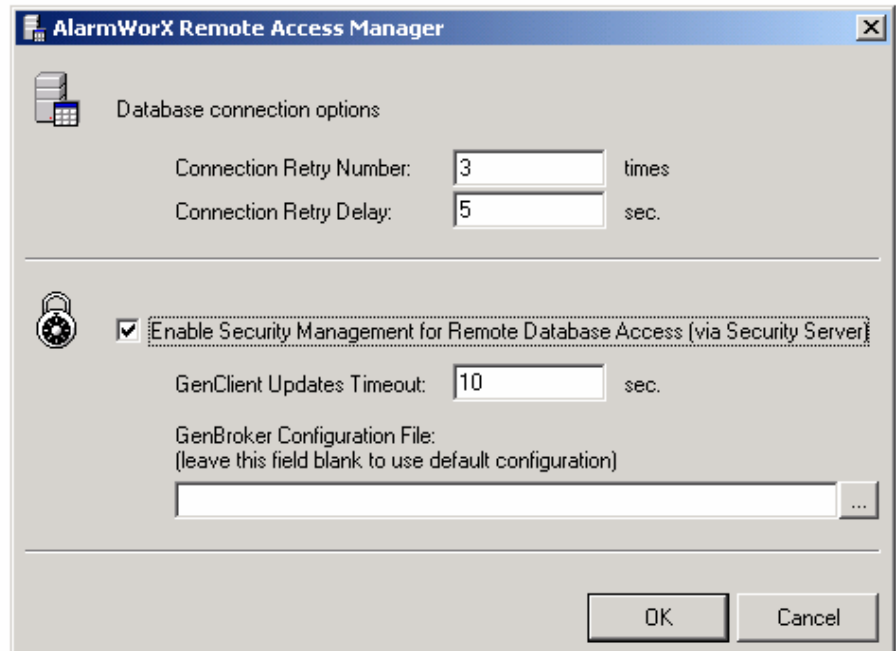 AlarmWorX Remote Access Manager
Database connection options
Connection Retry Number: 3 times
Connection Retry Delay: 5 sec.
Enable Security Management for Remote Database Access (via Security Server)
GenClient Updates Timeout: 10 sec.
GenBroker Configuration File:
(leave this field blank to use default configuration)
...
OK Cancel